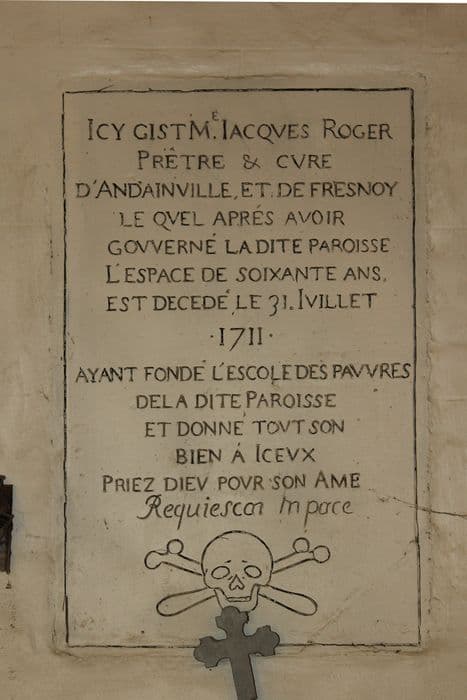 ICY GIST Mᴱ. IACQVES ROGER
PRÊTRE & CVRE
D'ANDAINVILLE, ET. DE FRESNOY
LE QVEL APRÉS AVOIR
GOVVERNÉ LA DITE PAROISSE
L'ESPACE DE SOIXANTE ANS,
EST DECEDÉ, LE 31. IVILLET
·1711·
AYANT FONDÉ L'ESCOLE DES PAVVRES
DE LA DITE PAROISSE
ET DONNÉ TOVT SON
BIEN Á ICEVX
PRIEZ DIEV POVR SON AME
Requiescat In pace